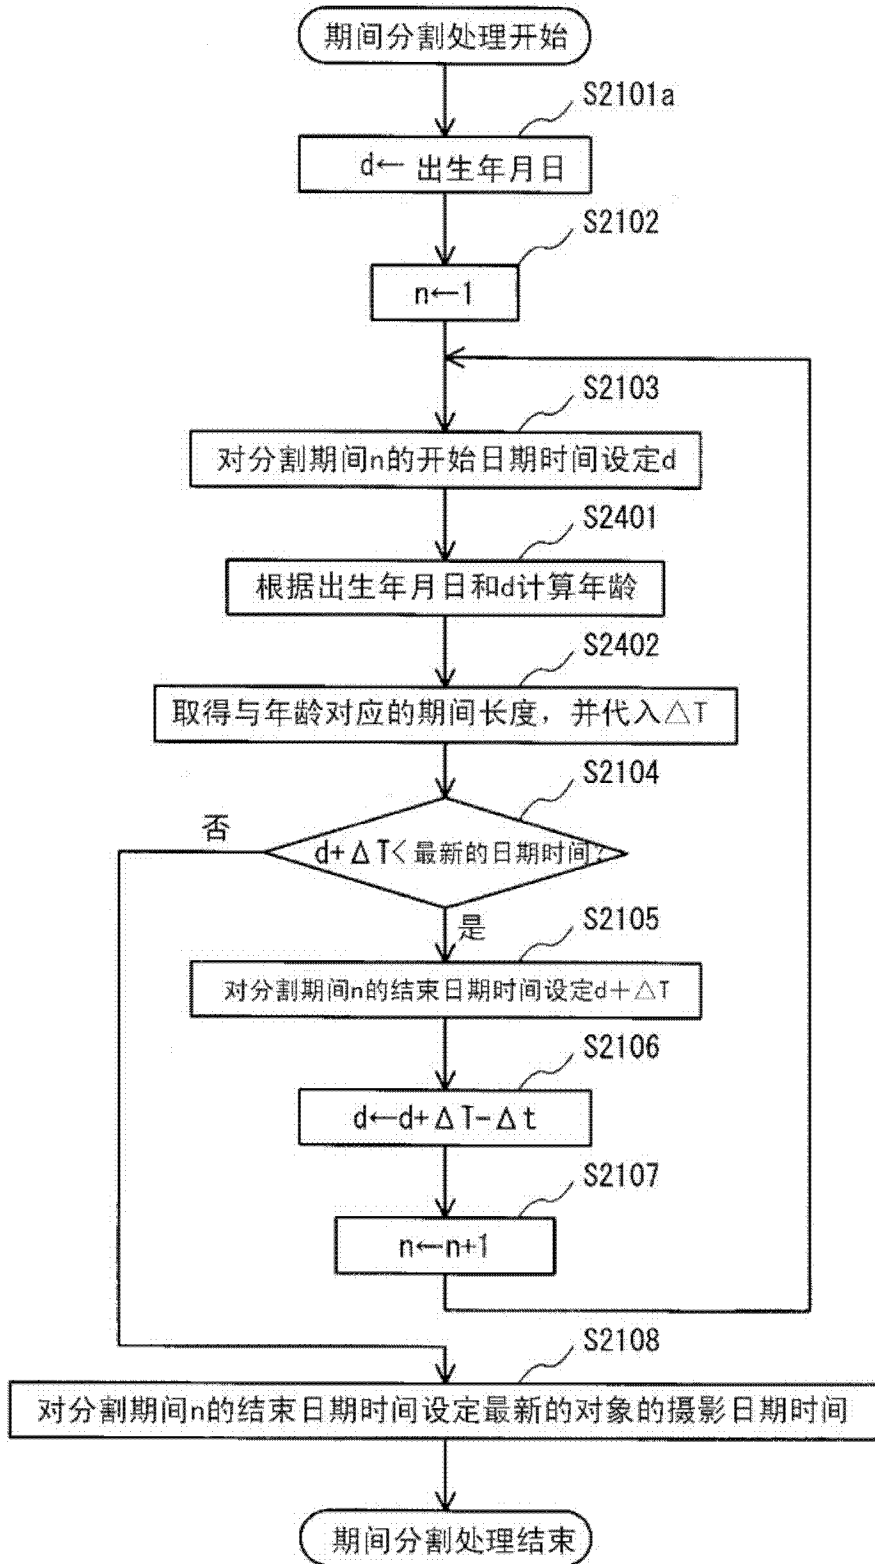 期间分割处理开始
S2101a
d←出生年月日
S2102
n←1
S2103
对分割期间n的开始日期时间设定d
S2401
根据出生年月日和d计算年龄
S2402
取得与年龄对应的期间长度，并代入△T
S2104
否
d+ΔT<最新的日期时间?
是
S2105
对分割期间n的结束日期时间设定d＋△T
S2106
d←d+ΔT-Δt
S2107
n←n+1
S2108
对分割期间n的结束日期时间设定最新的对象的摄影日期时间
期间分割处理结束